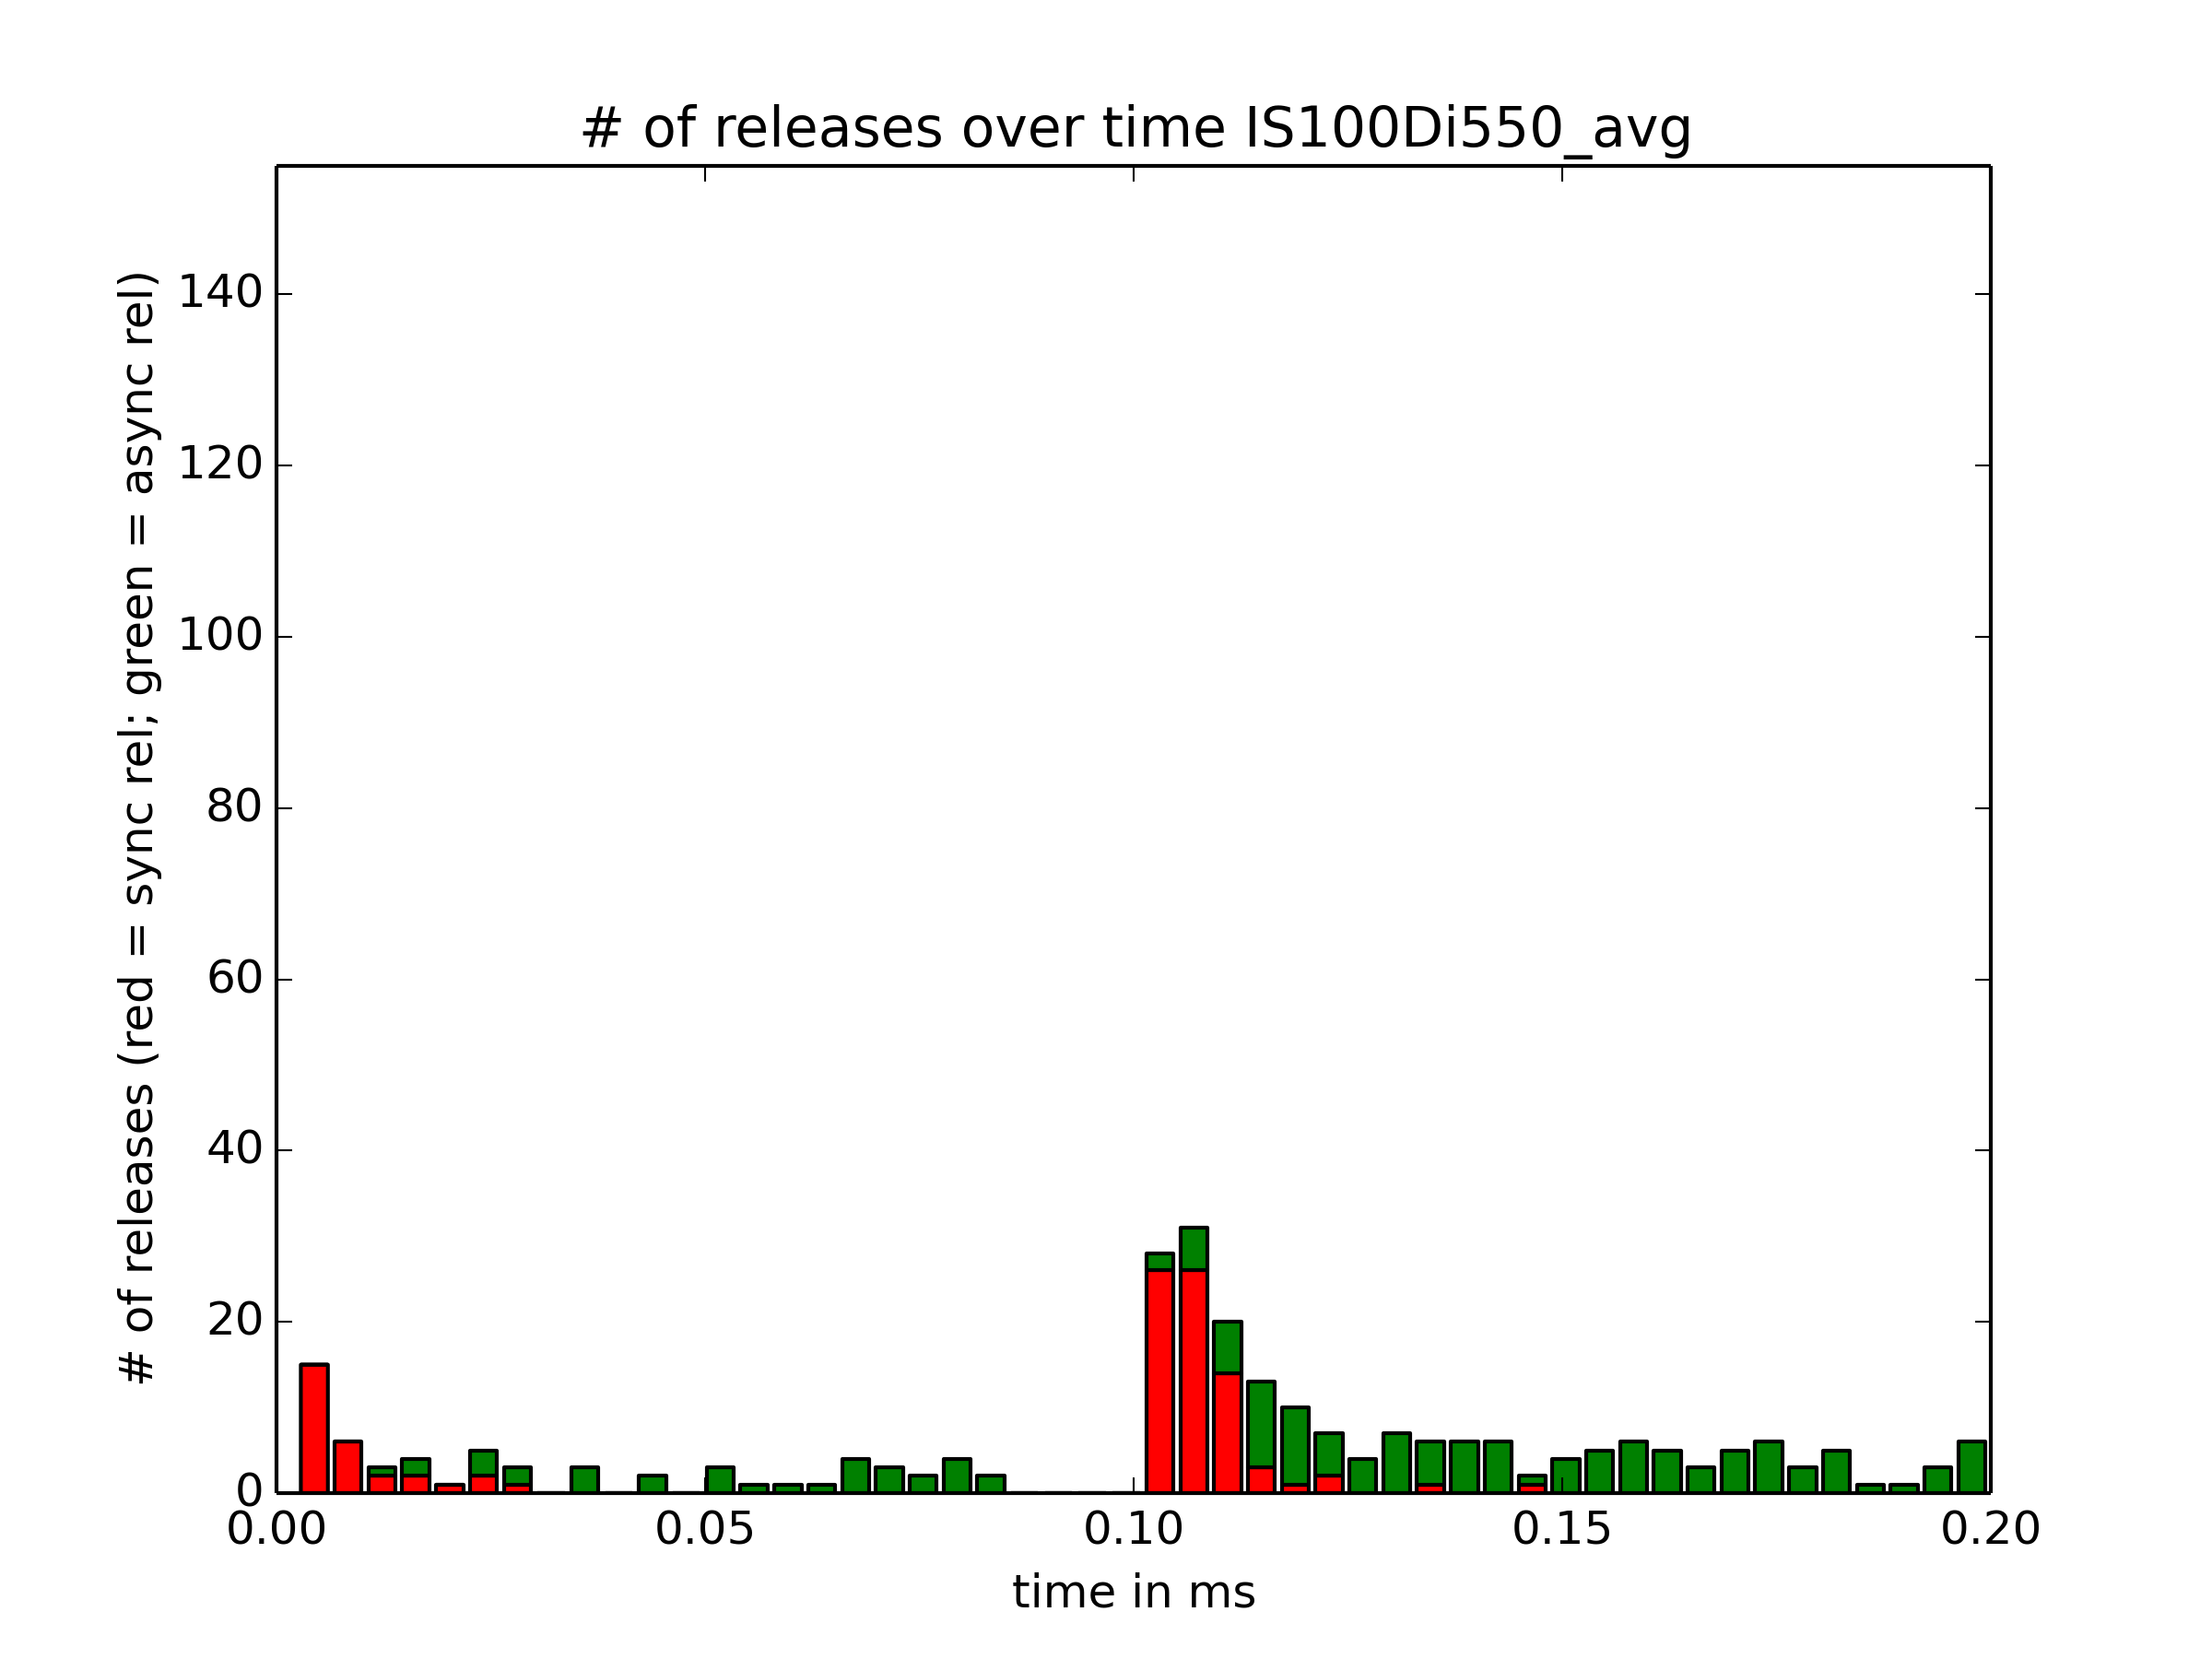 # of releases over time IS100Di550_avg
# of releases (red = sync rel; green = async rel)
140
120
100
80
60
40
20
0
0.00 0.05 0.10 0.15 0.20
time in ms